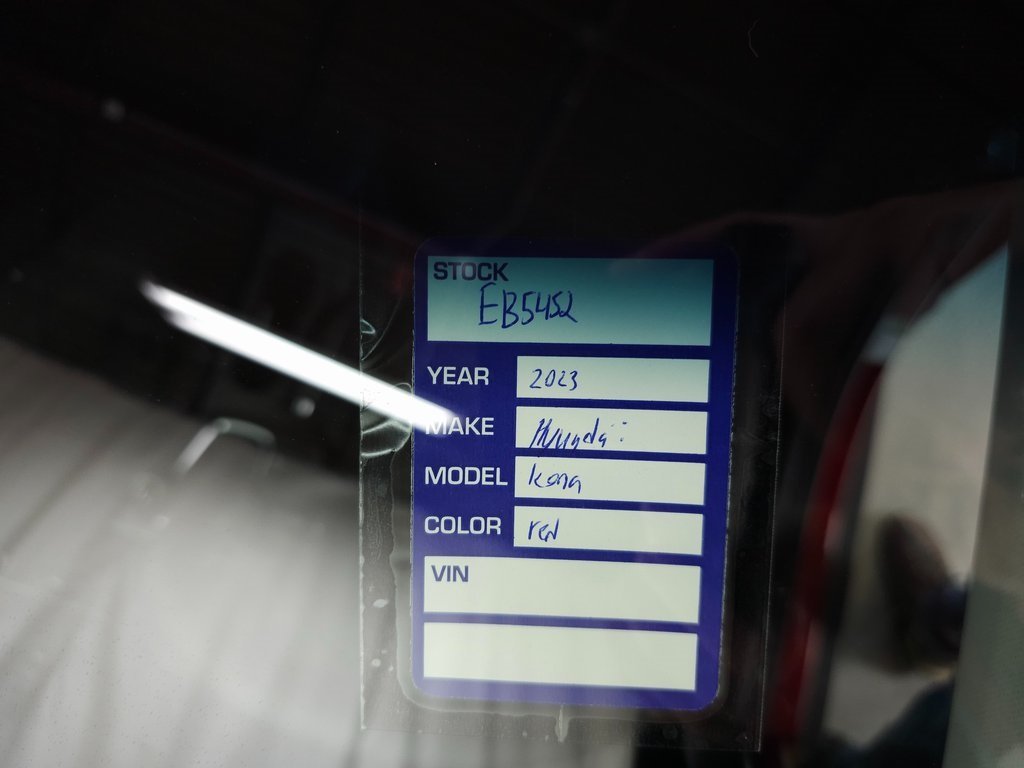 STOCK
EB5452
YEAR 2023
MAKE Hyundai
MODEL Kona
COLOR red
VIN